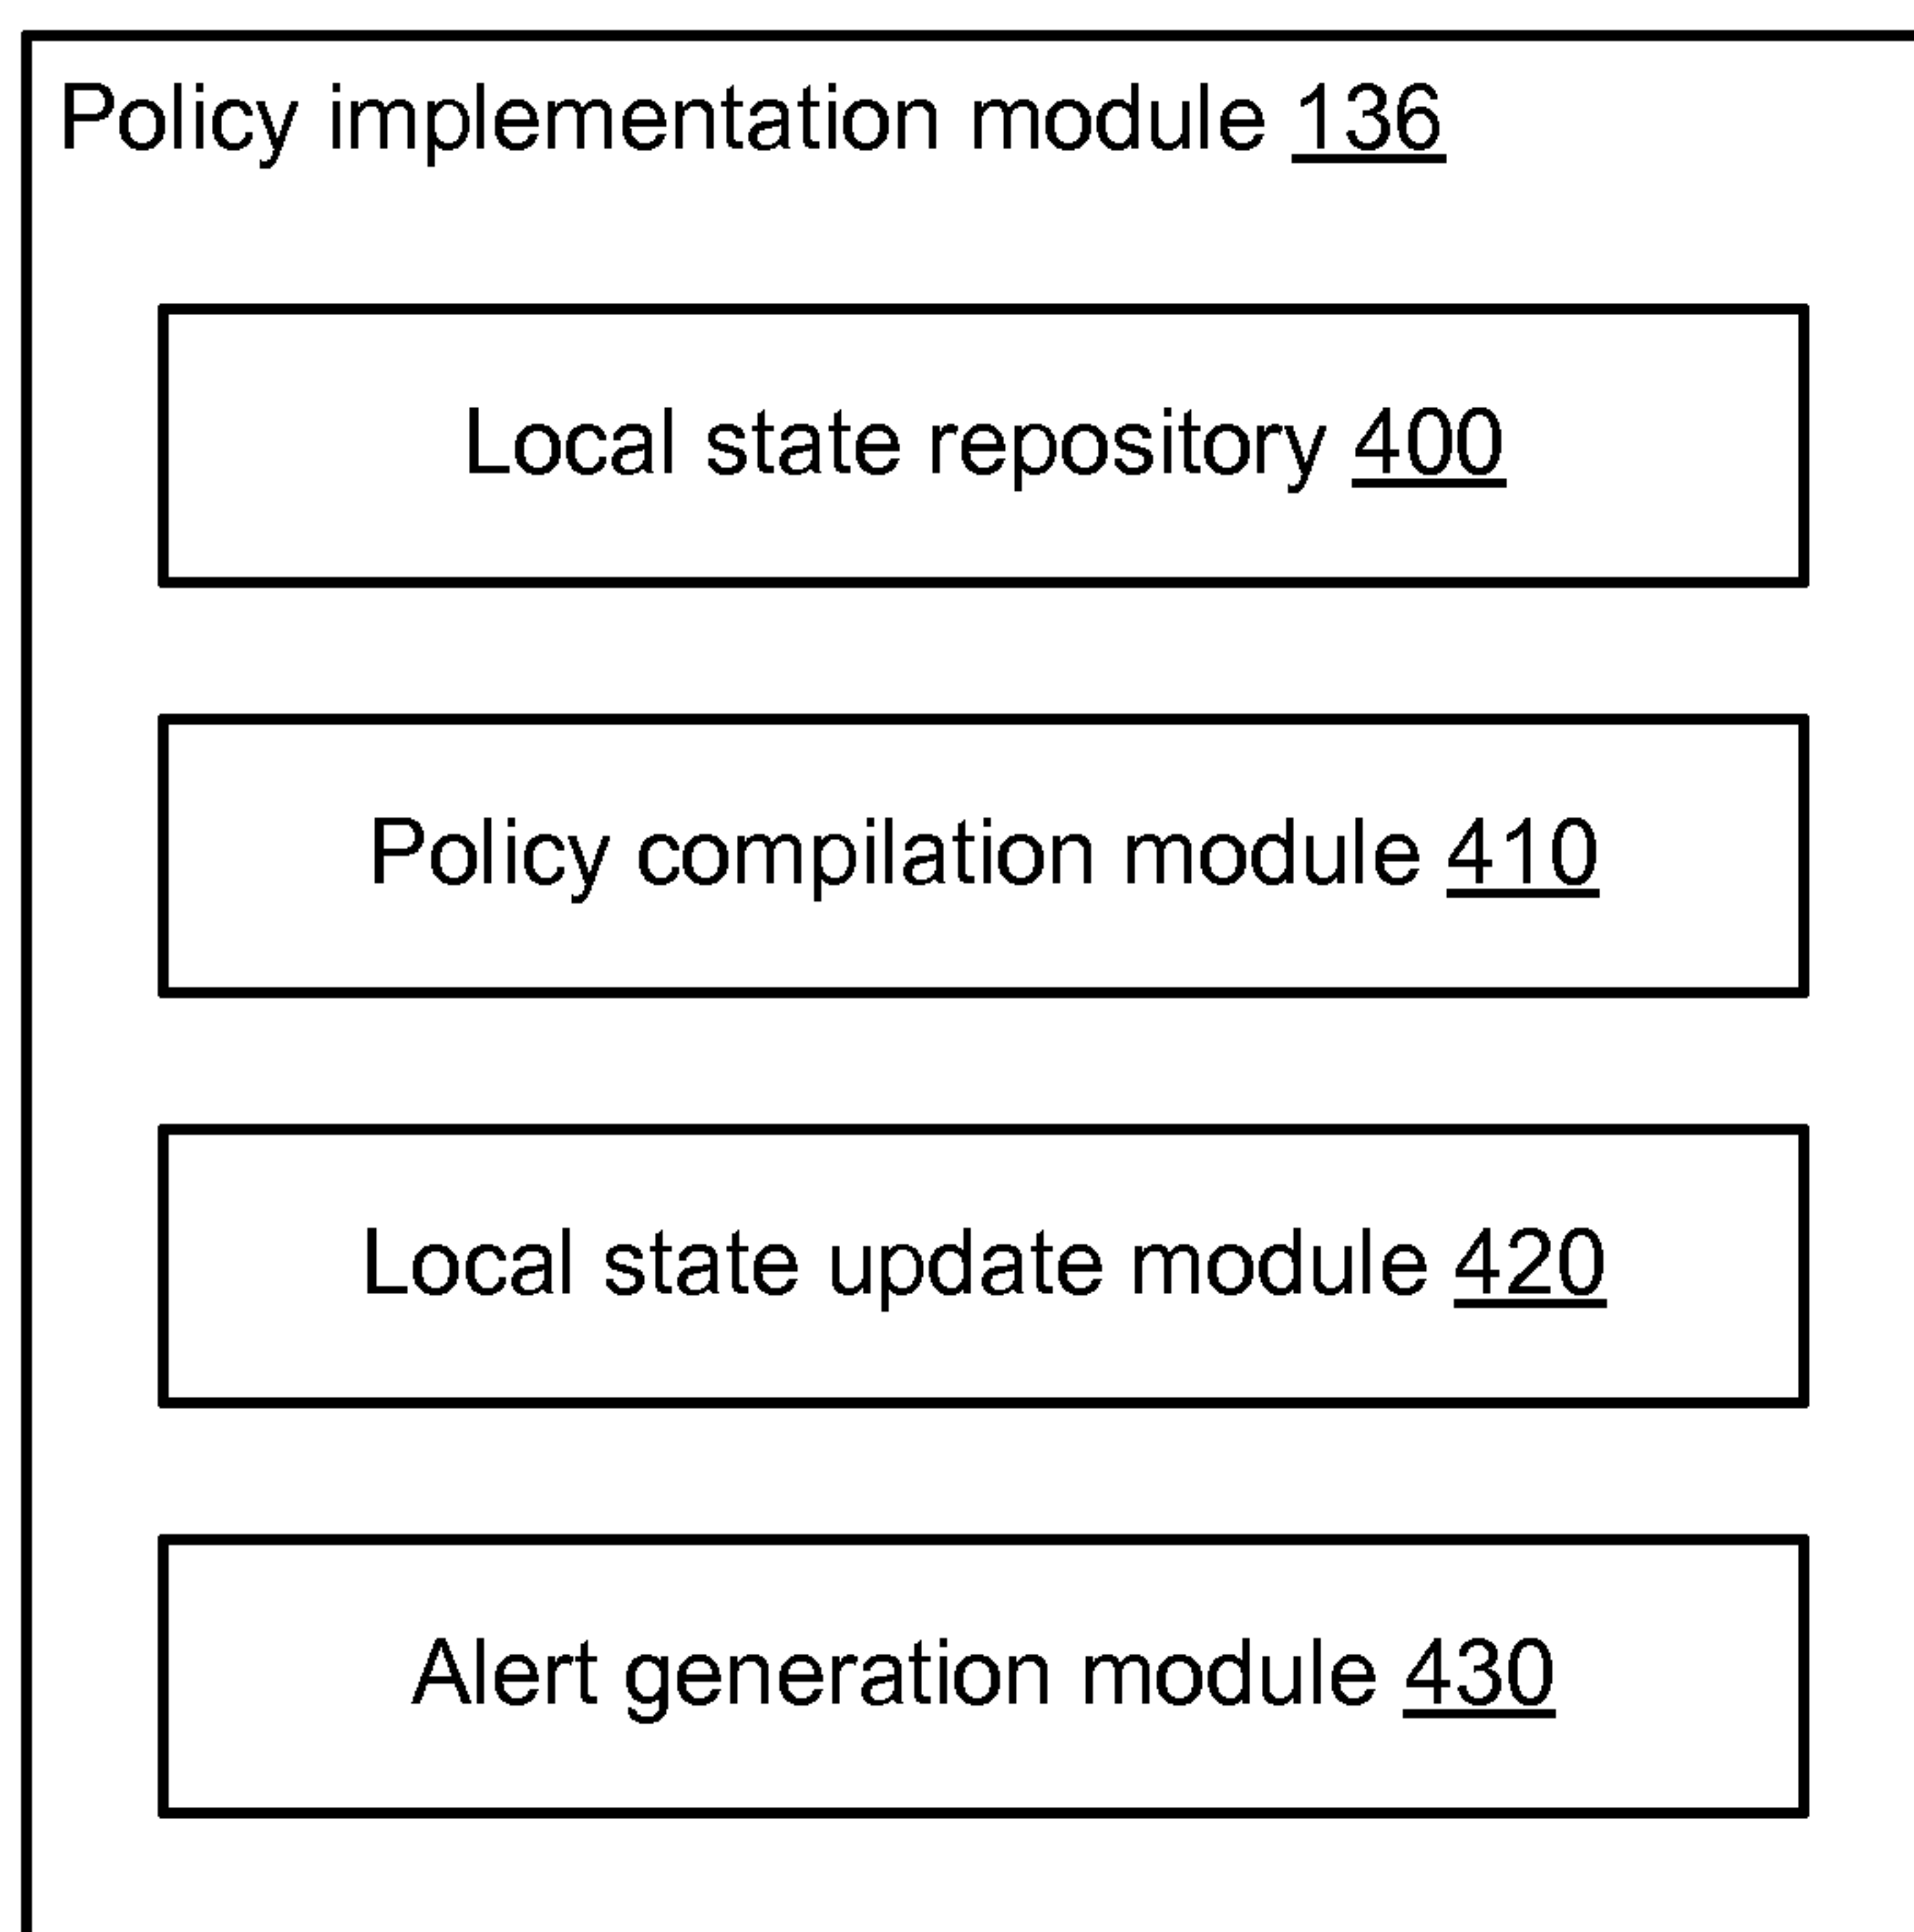 Policy implementation module 136
Local state repository 400
Policy compilation module 410
Local state update module 420
Alert generation module 430